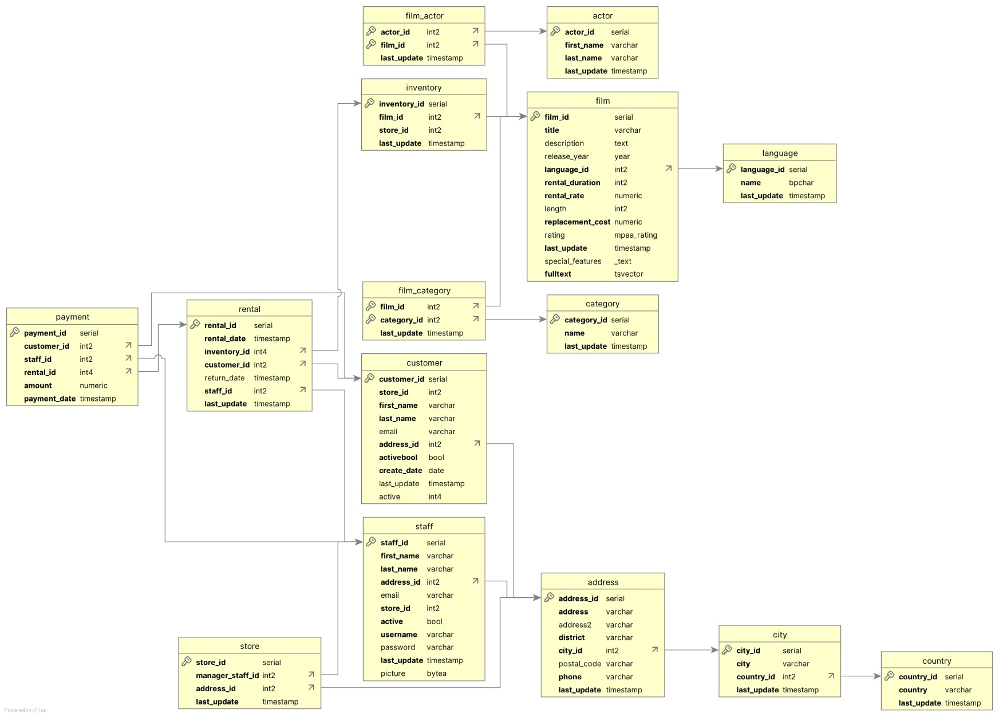 film_actor
actor_id int2
film_id int2
last_update timestamp
actor
actor_id serial
first_name varchar
last_name varchar
last_update timestamp
inventory
inventory_id serial
film_id int2
store_id int2
last_update timestamp
film
film_id serial
title varchar
description text
release_year year
language_id int2
rental_duration int2
rental_rate numeric
length int2
replacement_cost numeric
rating mpaa_rating
last_update timestamp
special_features _text
fulltext tsvector
language
language_id serial
name bpchar
last_update timestamp
film_category
film_id int2
category_id int2
last_update timestamp
category
category_id serial
name varchar
last_update timestamp
payment
payment_id serial
customer_id int2
staff_id int2
rental_id int4
amount numeric
payment_date timestamp
rental
rental_id serial
rental_date timestamp
inventory_id int4
customer_id int2
return_date timestamp
staff_id int2
last_update timestamp
customer
customer_id serial
store_id int2
first_name varchar
last_name varchar
email varchar
address_id int2
activebool bool
create_date date
last_update timestamp
active int4
staff
staff_id serial
first_name varchar
last_name varchar
address_id int2
email varchar
store_id int2
active bool
username varchar
password varchar
last_update timestamp
picture bytea
address
address_id serial
address varchar
address2 varchar
district varchar
city_id int2
postal_code varchar
phone varchar
last_update timestamp
store
store_id serial
manager_staff_id int2
address_id int2
last_update timestamp
city
city_id serial
city varchar
country_id int2
last_update timestamp
country
country_id serial
country varchar
last_update timestamp
Powered by yFiles